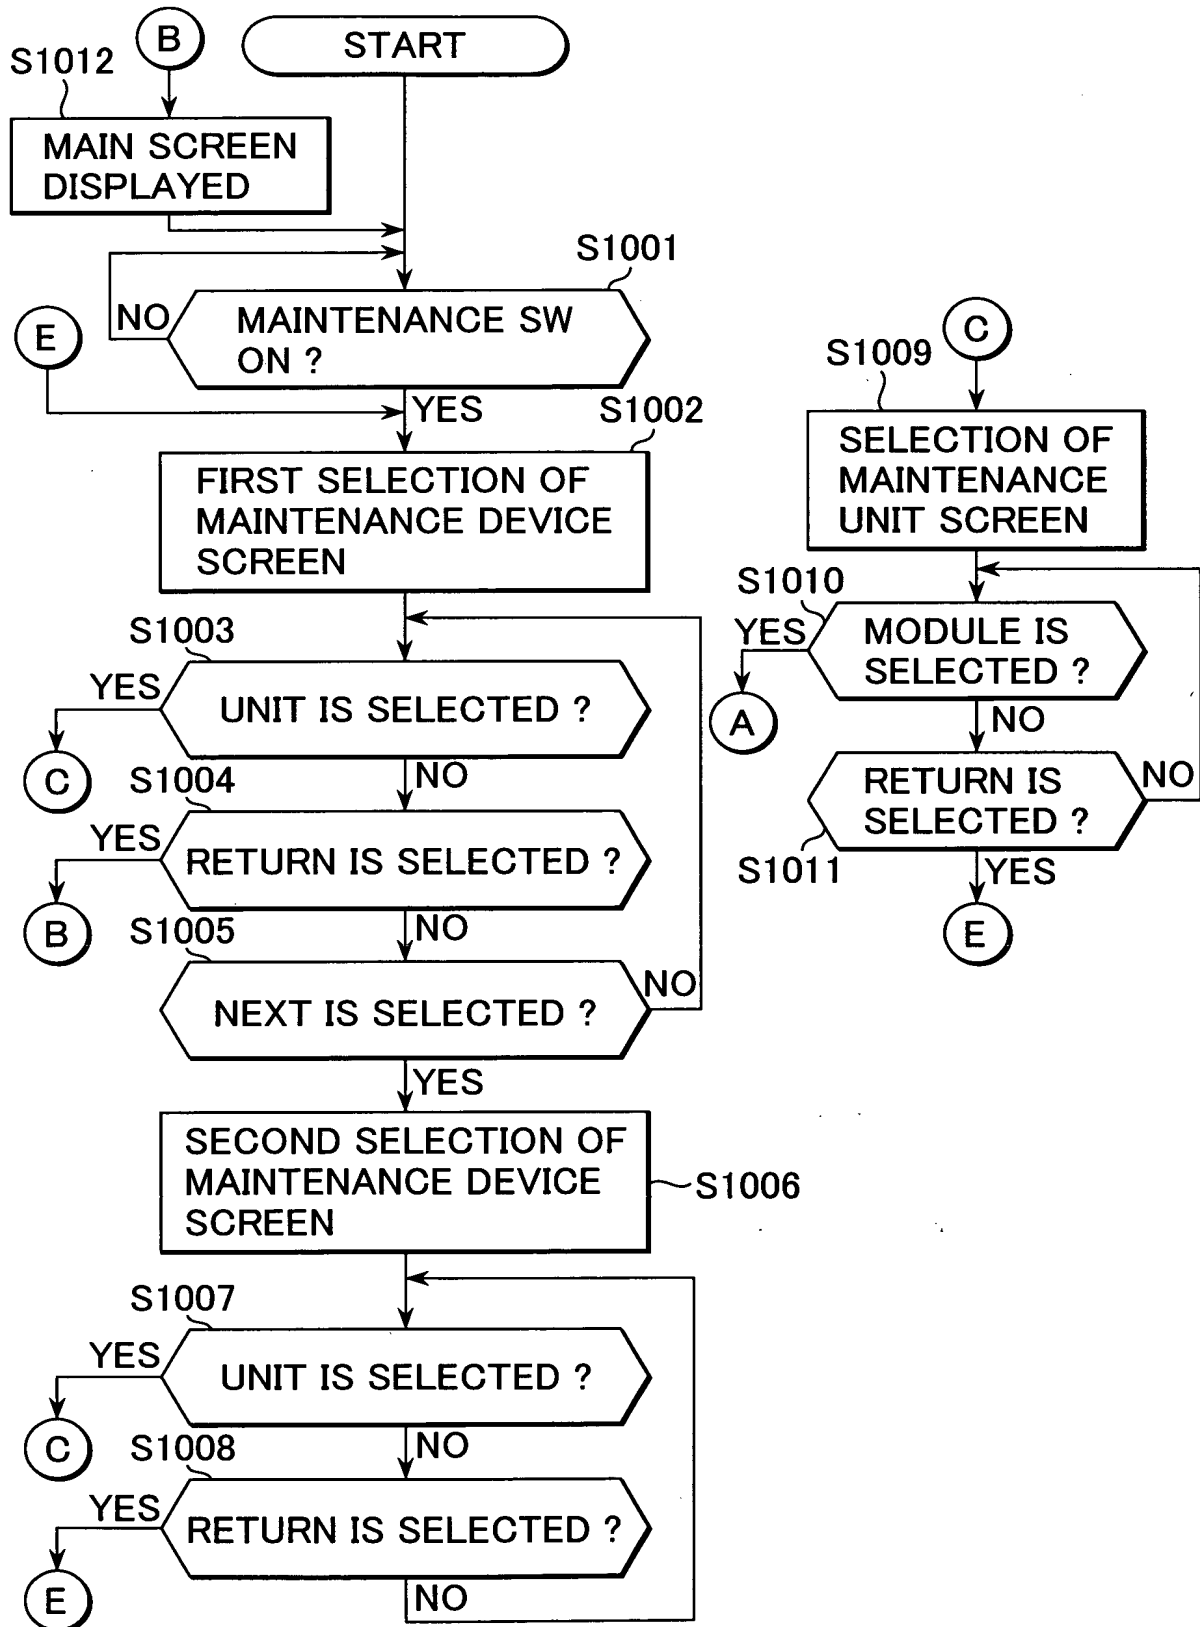 B
START
S1012
MAIN SCREEN
DISPLAYED
S1001
NO
MAINTENANCE SW
ON ?
E
YES
S1002
FIRST SELECTION OF
MAINTENANCE DEVICE
SCREEN
S1003
YES
UNIT IS SELECTED ?
C
NO
S1004
YES
RETURN IS SELECTED ?
B
NO
S1005
NEXT IS SELECTED ?
NO
YES
SECOND SELECTION OF
MAINTENANCE DEVICE
SCREEN
S1006
S1007
YES
UNIT IS SELECTED ?
C
NO
S1008
YES
RETURN IS SELECTED ?
E
NO
C
S1009
SELECTION OF
MAINTENANCE
UNIT SCREEN
S1010
YES
MODULE IS
SELECTED ?
A
NO
RETURN IS
SELECTED ?
NO
S1011
YES
E